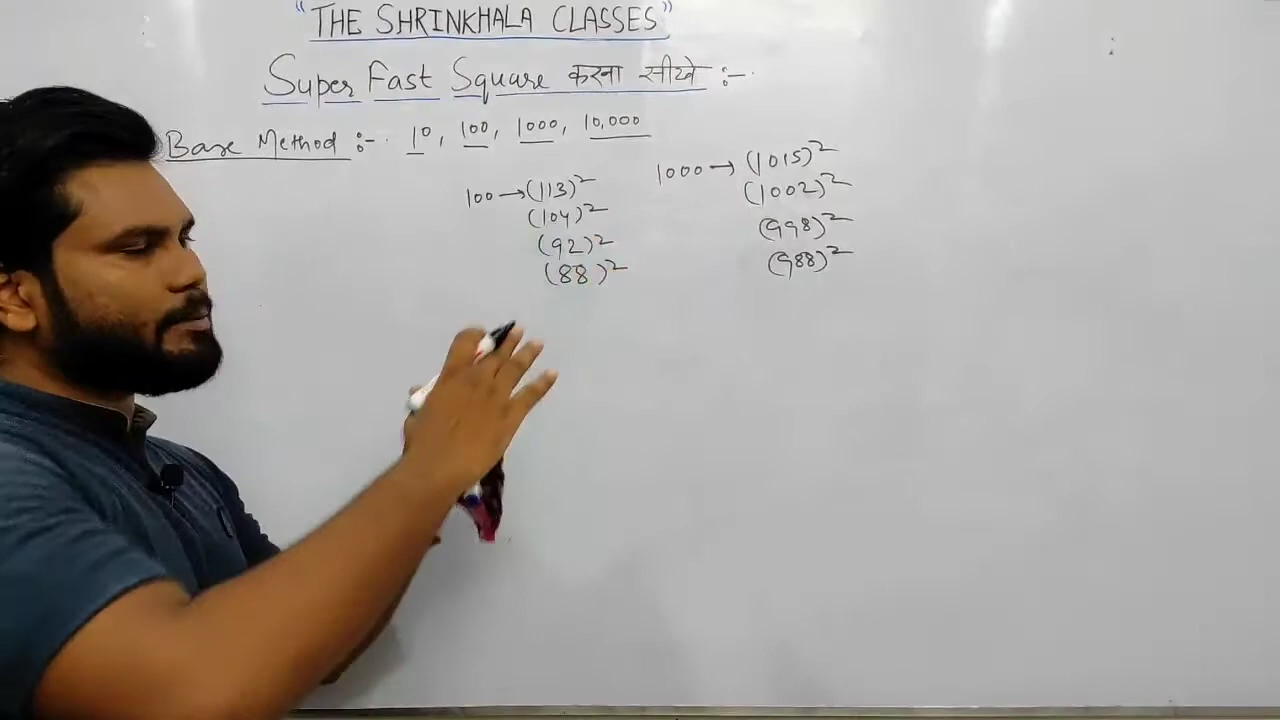 "THE SHRINKHALA CLASSES"
Super Fast Square करना सीखे :-
Base Method :- 10, 100, 1000, 10,000
100 → (113)²
(104)²
(92)²
(88)²
1000 → (1015)²
(1002)²
(998)²
(988)²